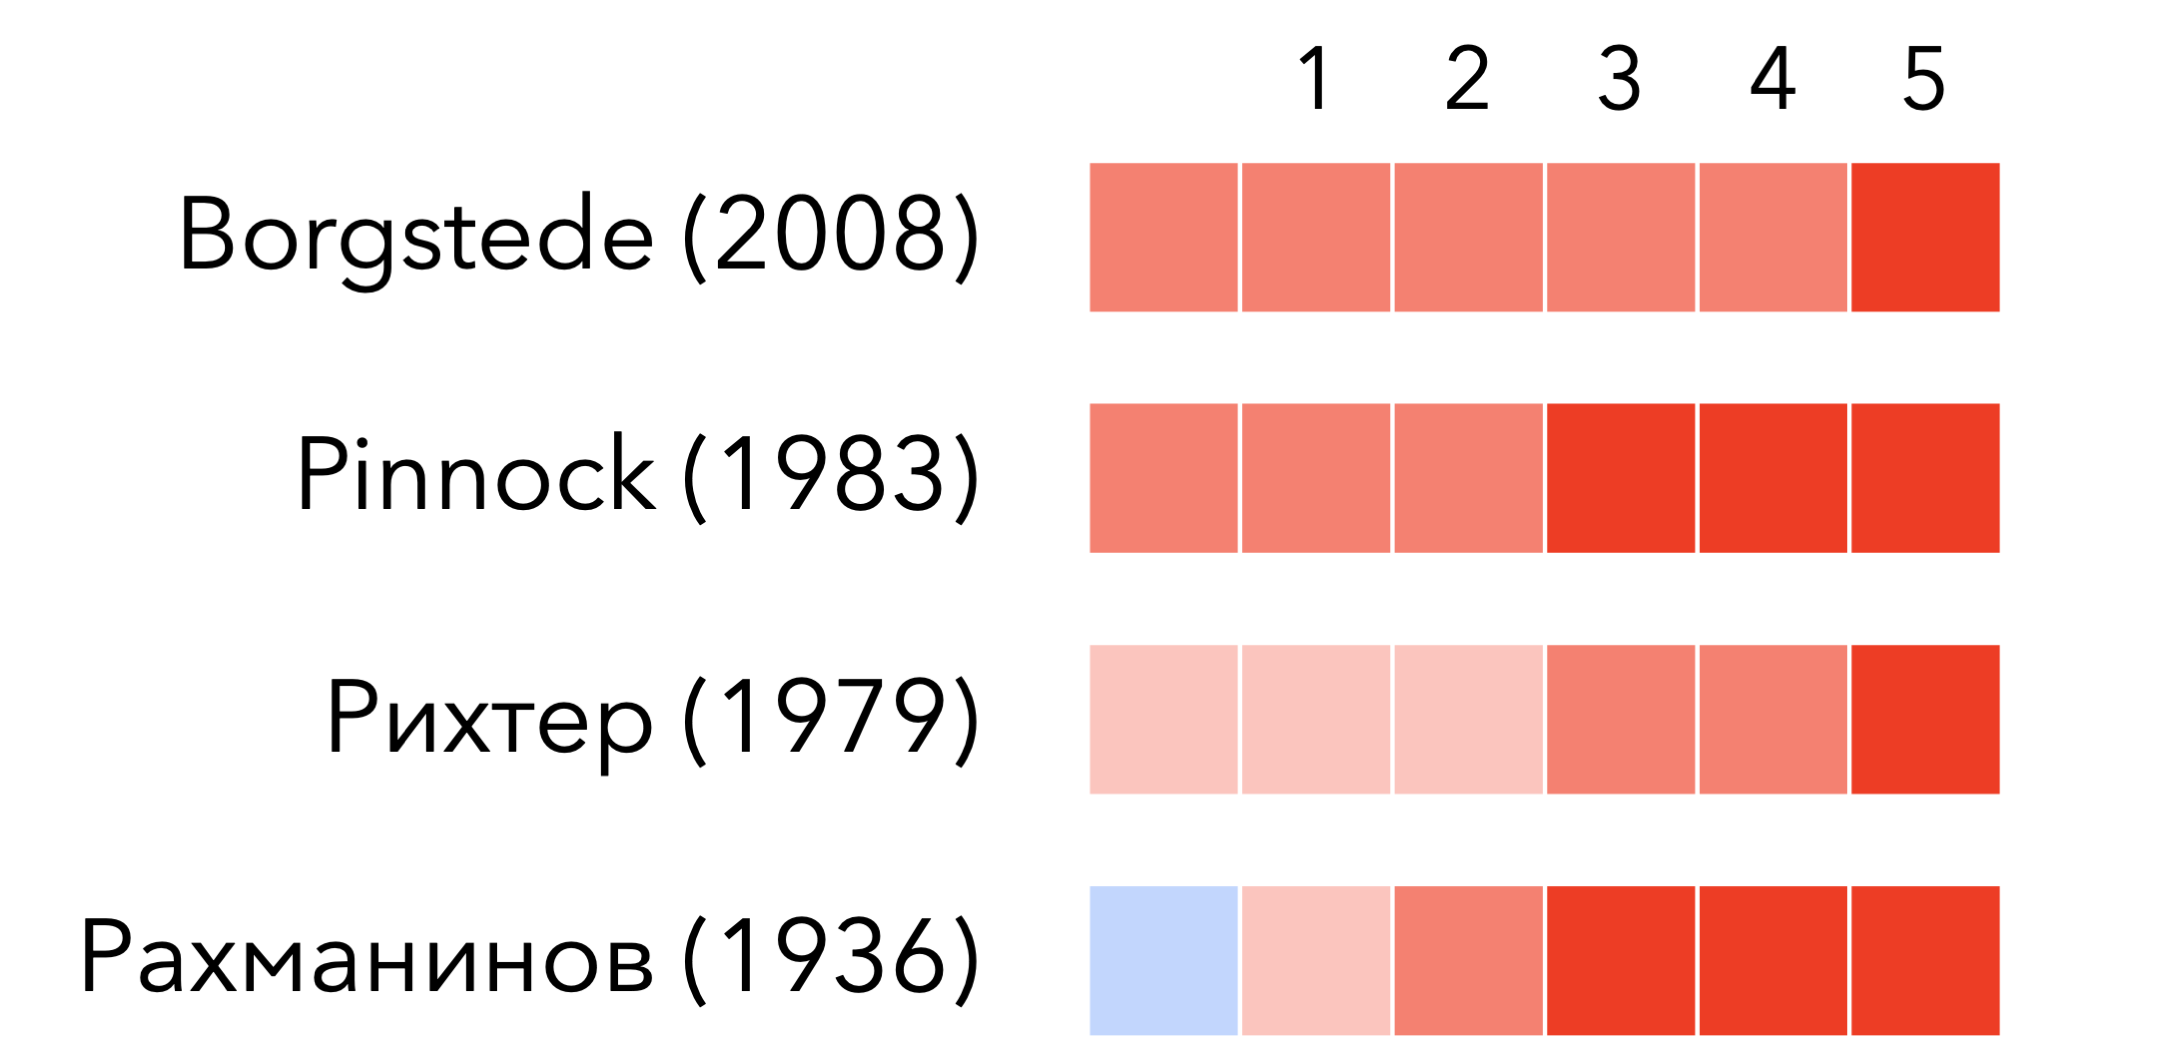 1 2 3 4 5
Borgstede (2008)
Pinnock (1983)
Рихтер (1979)
Рахманинов (1936)